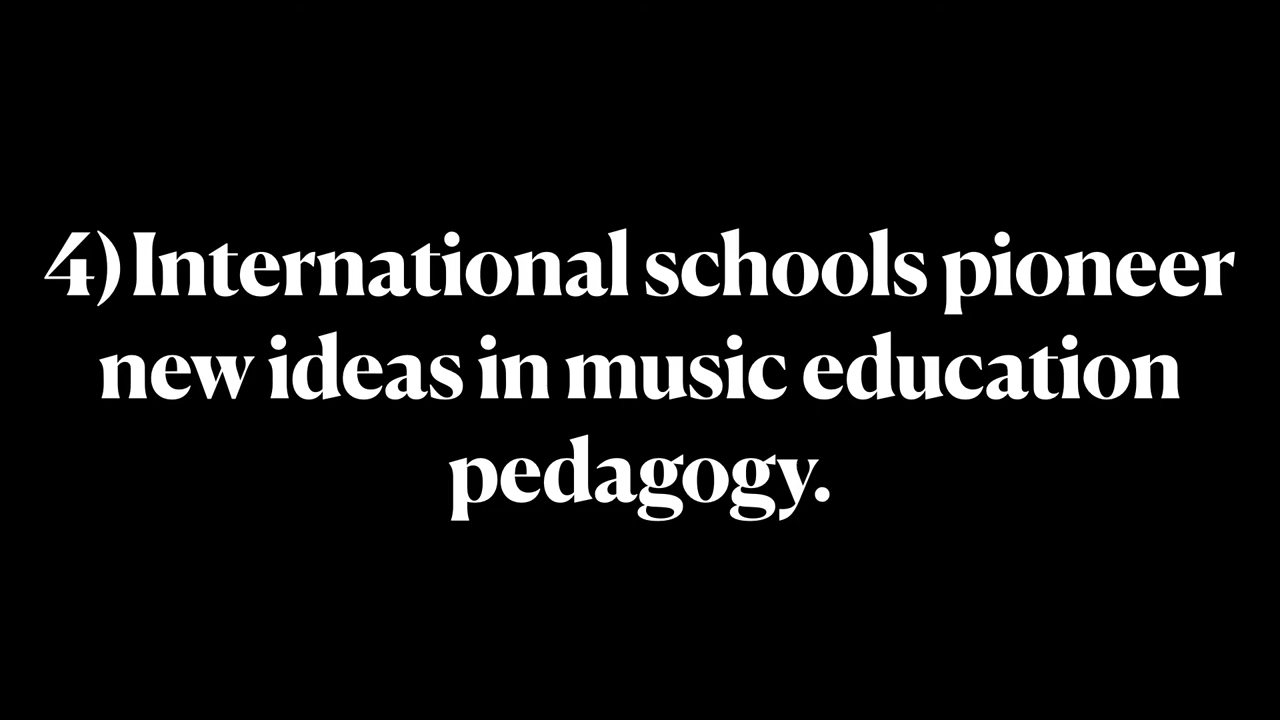 4) International schools pioneer
new ideas in music education
pedagogy.